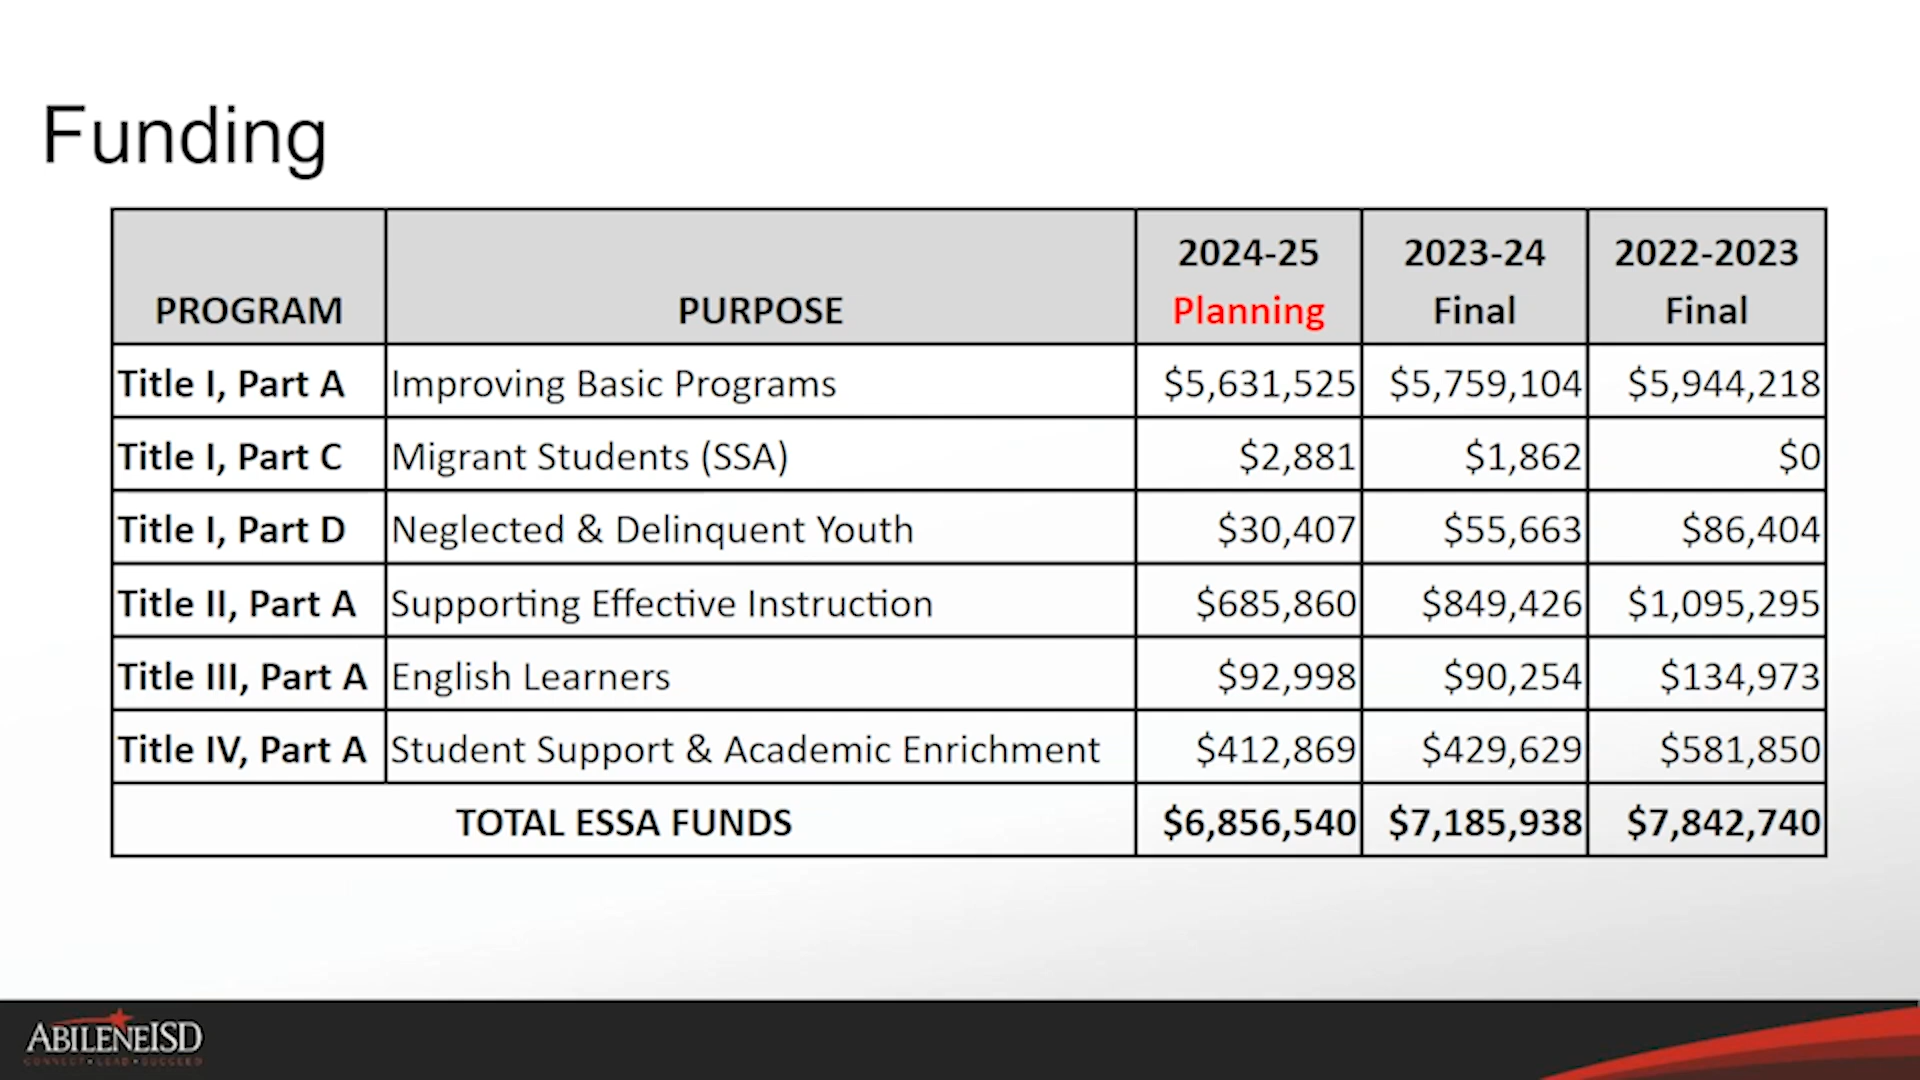 Funding
PROGRAM PURPOSE 2024-25 Planning 2023-24 Final 2022-2023 Final
Title I, Part A Improving Basic Programs $5,631,525 $5,759,104 $5,944,218
Title I, Part C Migrant Students (SSA) $2,881 $1,862 $0
Title I, Part D Neglected & Delinquent Youth $30,407 $55,663 $86,404
Title II, Part A Supporting Effective Instruction $685,860 $849,426 $1,095,295
Title III, Part A English Learners $92,998 $90,254 $134,973
Title IV, Part A Student Support & Academic Enrichment $412,869 $429,629 $581,850
TOTAL ESSA FUNDS $6,856,540 $7,185,938 $7,842,740
ABILENEISD
CONNECT • LEAD • SUCCEED